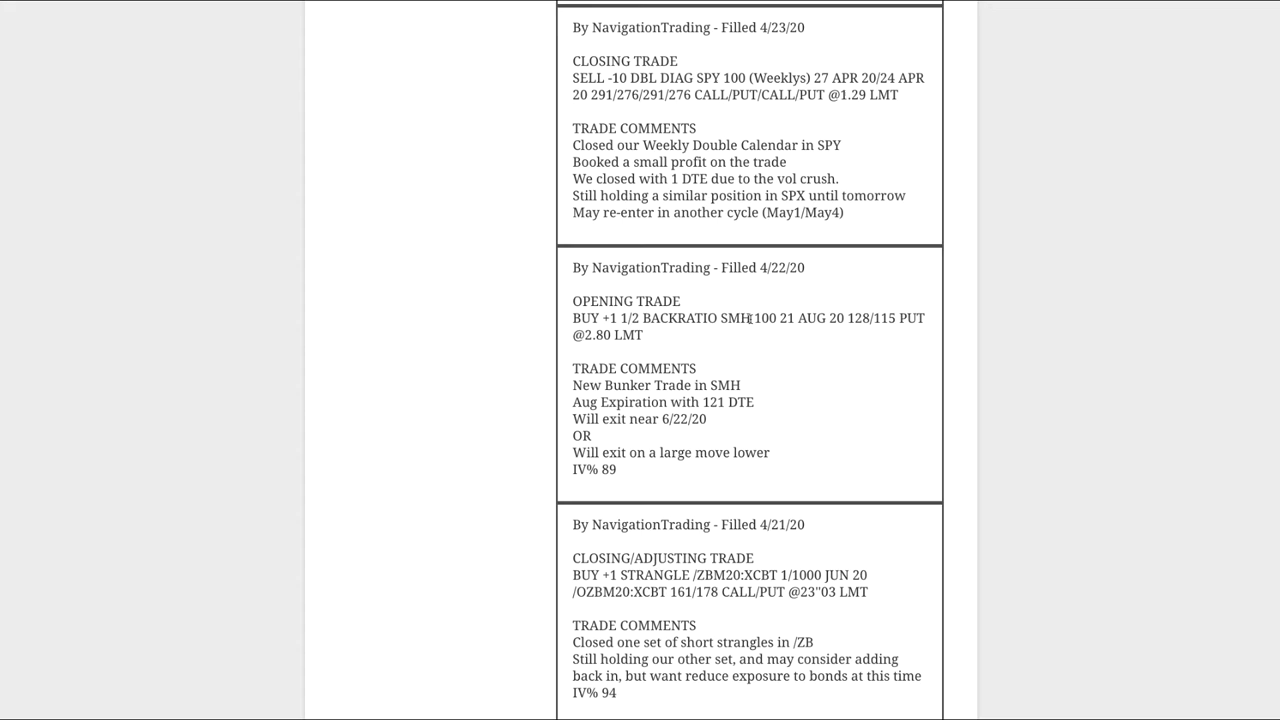 By NavigationTrading - Filled 4/23/20
CLOSING TRADE
SELL -10 DBL DIAG SPY 100 (Weeklys) 27 APR 20/24 APR
20 291/276/291/276 CALL/PUT/CALL/PUT @1.29 LMT
TRADE COMMENTS
Closed our Weekly Double Calendar in SPY
Booked a small profit on the trade
We closed with 1 DTE due to the vol crush.
Still holding a similar position in SPX until tomorrow
May re-enter in another cycle (May1/May4)
By NavigationTrading - Filled 4/22/20
OPENING TRADE
BUY +1 1/2 BACKRATIO SMH 100 21 AUG 20 128/115 PUT
@2.80 LMT
TRADE COMMENTS
New Bunker Trade in SMH
Aug Expiration with 121 DTE
Will exit near 6/22/20
OR
Will exit on a large move lower
IV% 89
By NavigationTrading - Filled 4/21/20
CLOSING/ADJUSTING TRADE
BUY +1 STRANGLE /ZBM20:XCBT 1/1000 JUN 20
/OZBM20:XCBT 161/178 CALL/PUT @23"03 LMT
TRADE COMMENTS
Closed one set of short strangles in /ZB
Still holding our other set, and may consider adding
back in, but want reduce exposure to bonds at this time
IV% 94